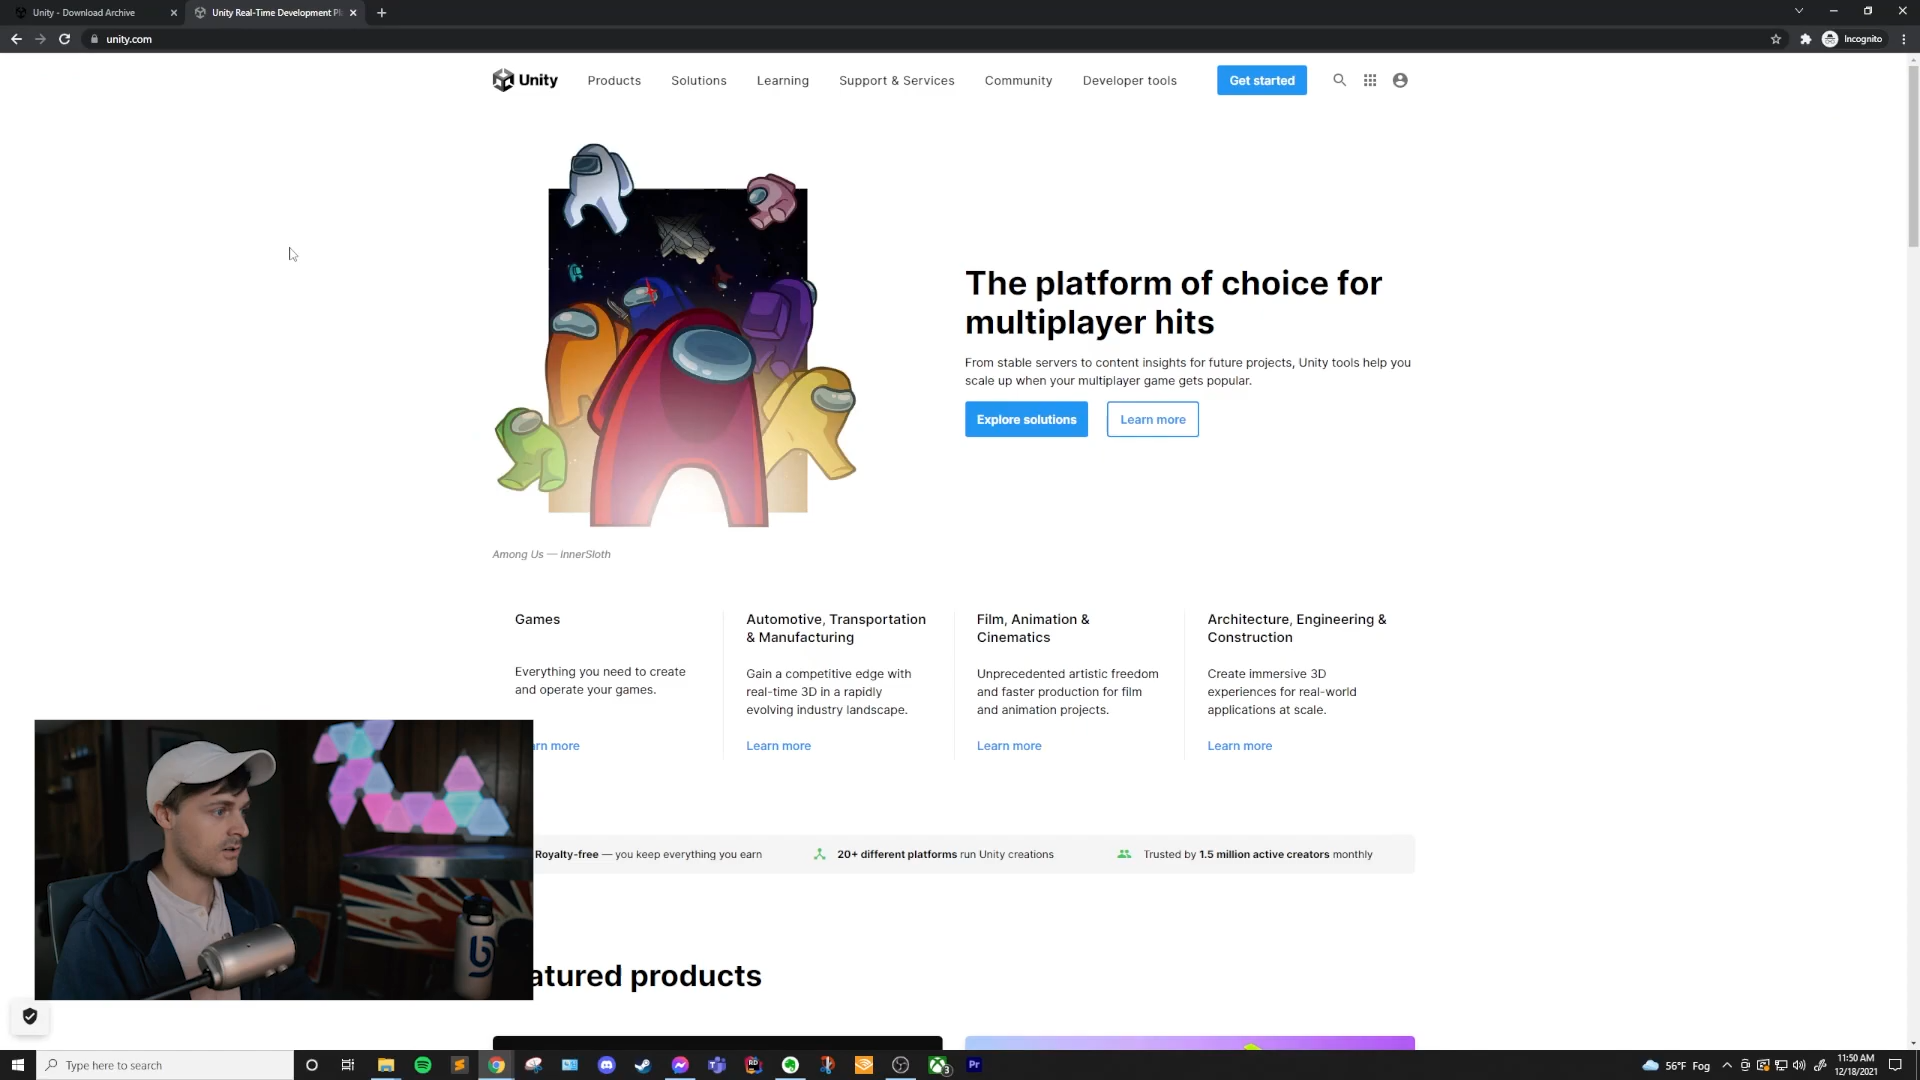 Unity - Download Archive
Unity Real-Time Development Pl
unity.com
Incognito
Unity
Products
Solutions
Learning
Support & Services
Community
Developer tools
Get started
The platform of choice for
multiplayer hits
From stable servers to content insights for future projects, Unity tools help you
scale up when your multiplayer game gets popular.
Explore solutions
Learn more
Among Us — InnerSloth
Games
Everything you need to create
and operate your games.
rn more
Automotive, Transportation
& Manufacturing
Gain a competitive edge with
real-time 3D in a rapidly
evolving industry landscape.
Learn more
Film, Animation &
Cinematics
Unprecedented artistic freedom
and faster production for film
and animation projects.
Learn more
Architecture, Engineering &
Construction
Create immersive 3D
experiences for real-world
applications at scale.
Learn more
Royalty-free — you keep everything you earn
20+ different platforms run Unity creations
Trusted by 1.5 million active creators monthly
atured products
Type here to search
RD
3
Pr
56°F Fog
11:50 AM
12/18/2021